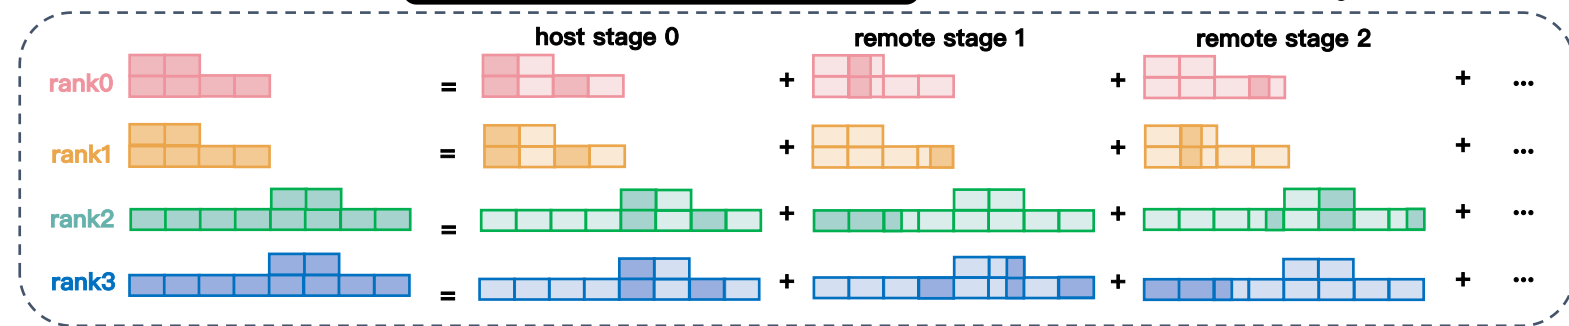 host stage 0 remote stage 1 remote stage 2
rank0 = + + + ...
rank1 = + + + ...
rank2 = + + + ...
rank3 = + + + ...